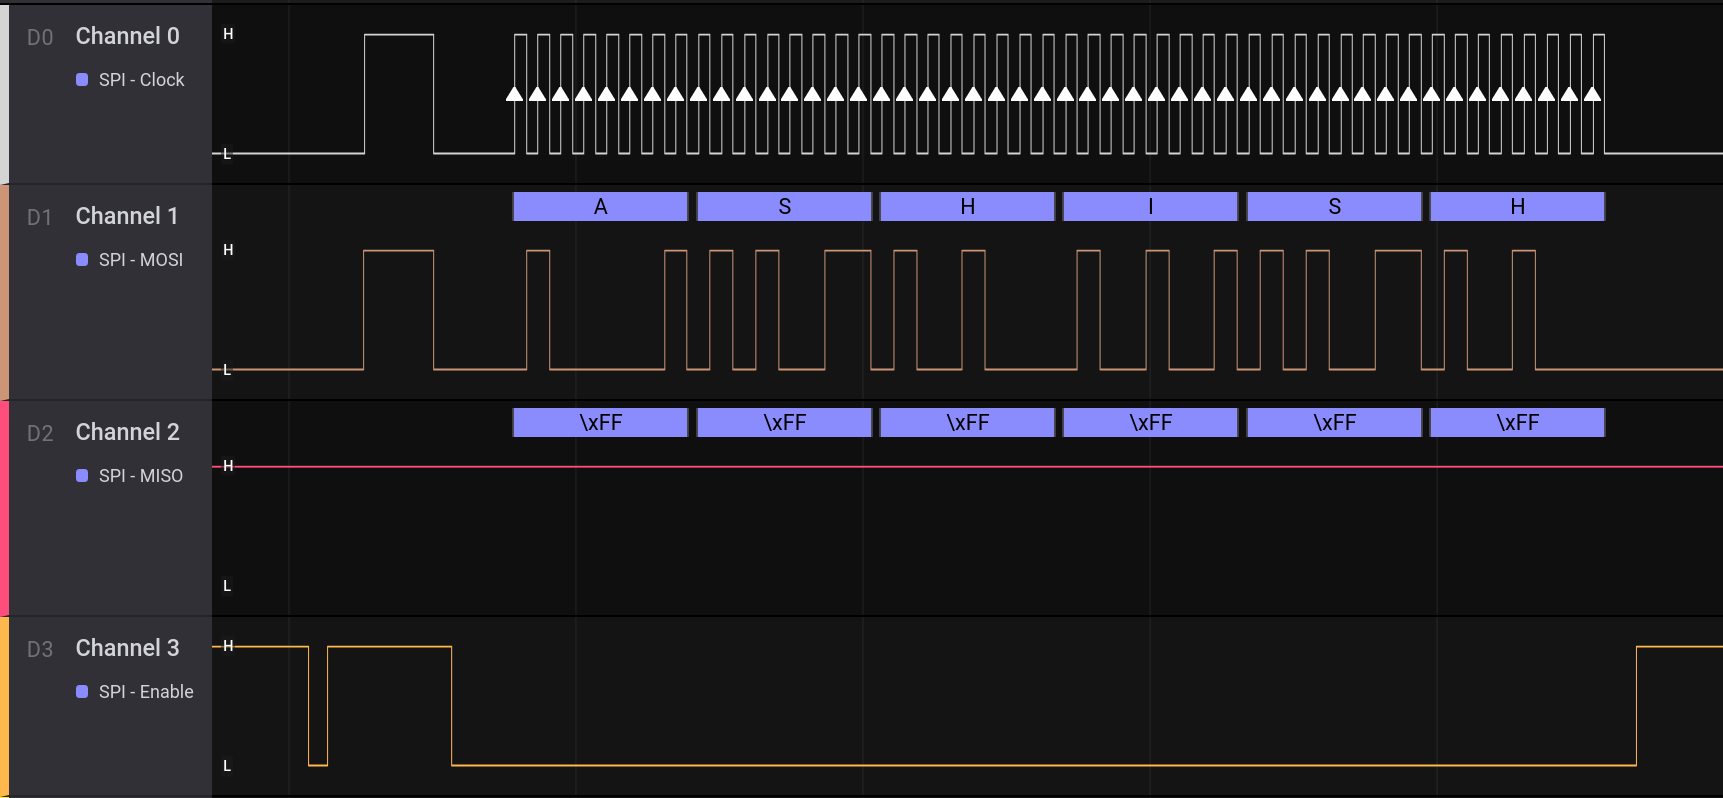 D0 Channel 0
SPI - Clock
H
L
D1 Channel 1
SPI - MOSI
A S H I S H
H
L
D2 Channel 2
SPI - MISO
\xFF \xFF \xFF \xFF \xFF \xFF
H
L
D3 Channel 3
SPI - Enable
H
L